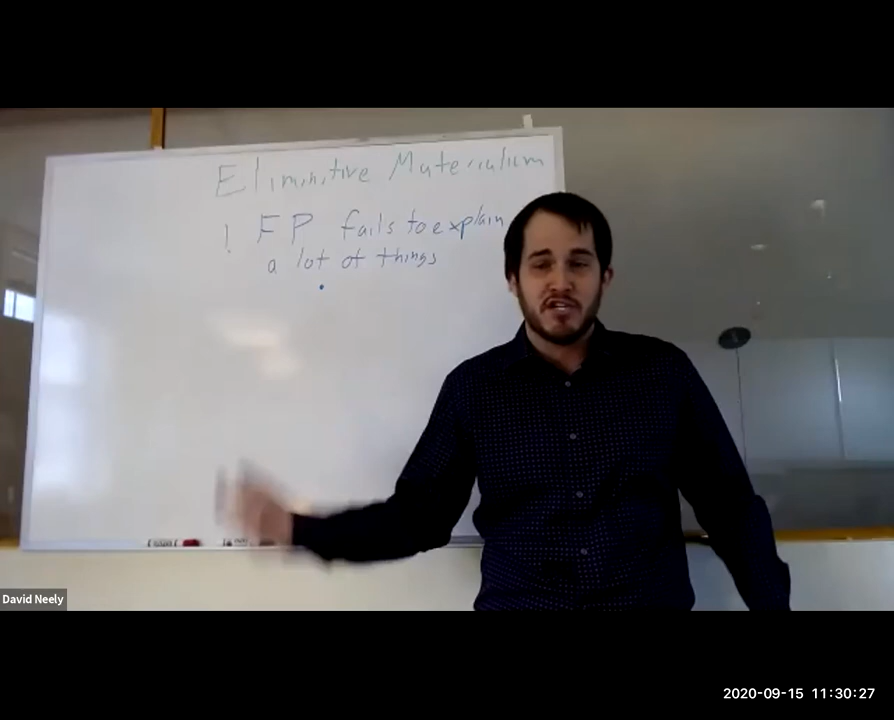 Eliminitive Materialism
1 FP fails to explain
a lot of things
David Neely
2020-09-15 11:30:27